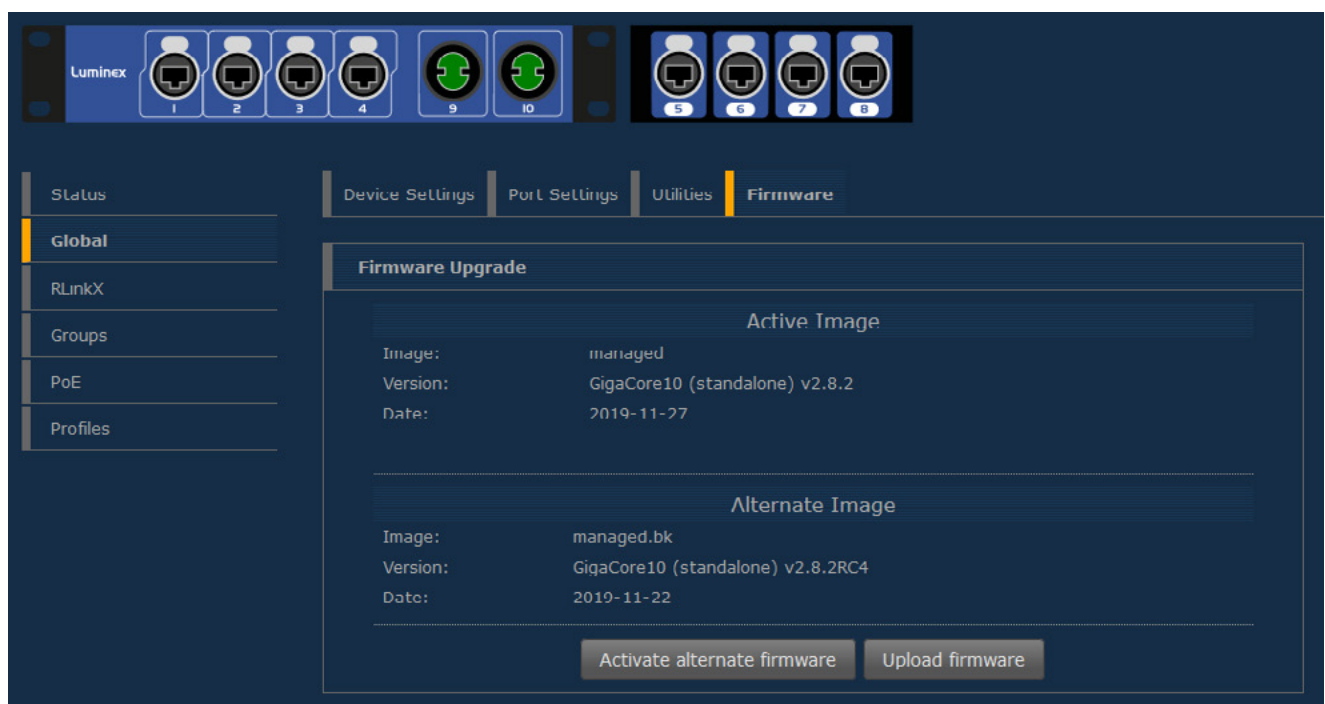 Luminex
1 2 3 4 9 10 5 6 7 8
Status
Global
RLinkX
Groups
PoE
Profiles
Device Settings Port Settings Utilities Firmware
Firmware Upgrade
Active Image
Image: managed
Version: GigaCore10 (standalone) v2.8.2
Date: 2019-11-27
Alternate Image
Image: managed.bk
Version: GigaCore10 (standalone) v2.8.2RC4
Date: 2019-11-22
Activate alternate firmware Upload firmware